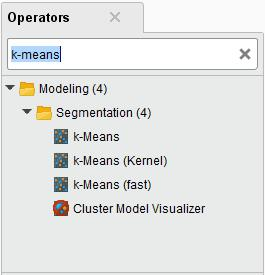 Operators
k-means
Modeling (4)
Segmentation (4)
k-Means
k-Means (Kernel)
k-Means (fast)
Cluster Model Visualizer